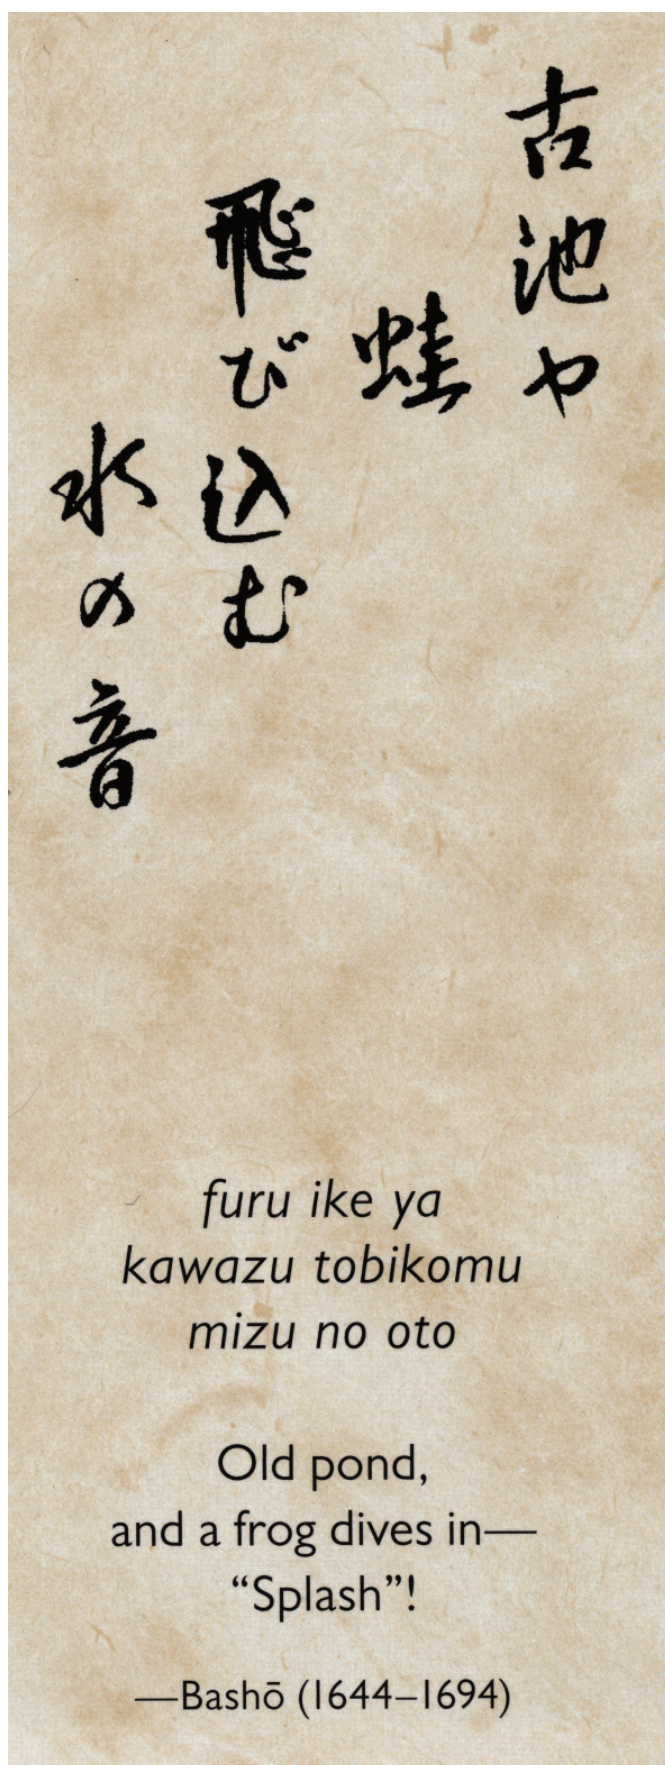 古池や
蛙
飛び込む
水の音
furu ike ya
kawazu tobikomu
mizu no oto
Old pond,
and a frog dives in—
“Splash”!
—Bashō (1644–1694)